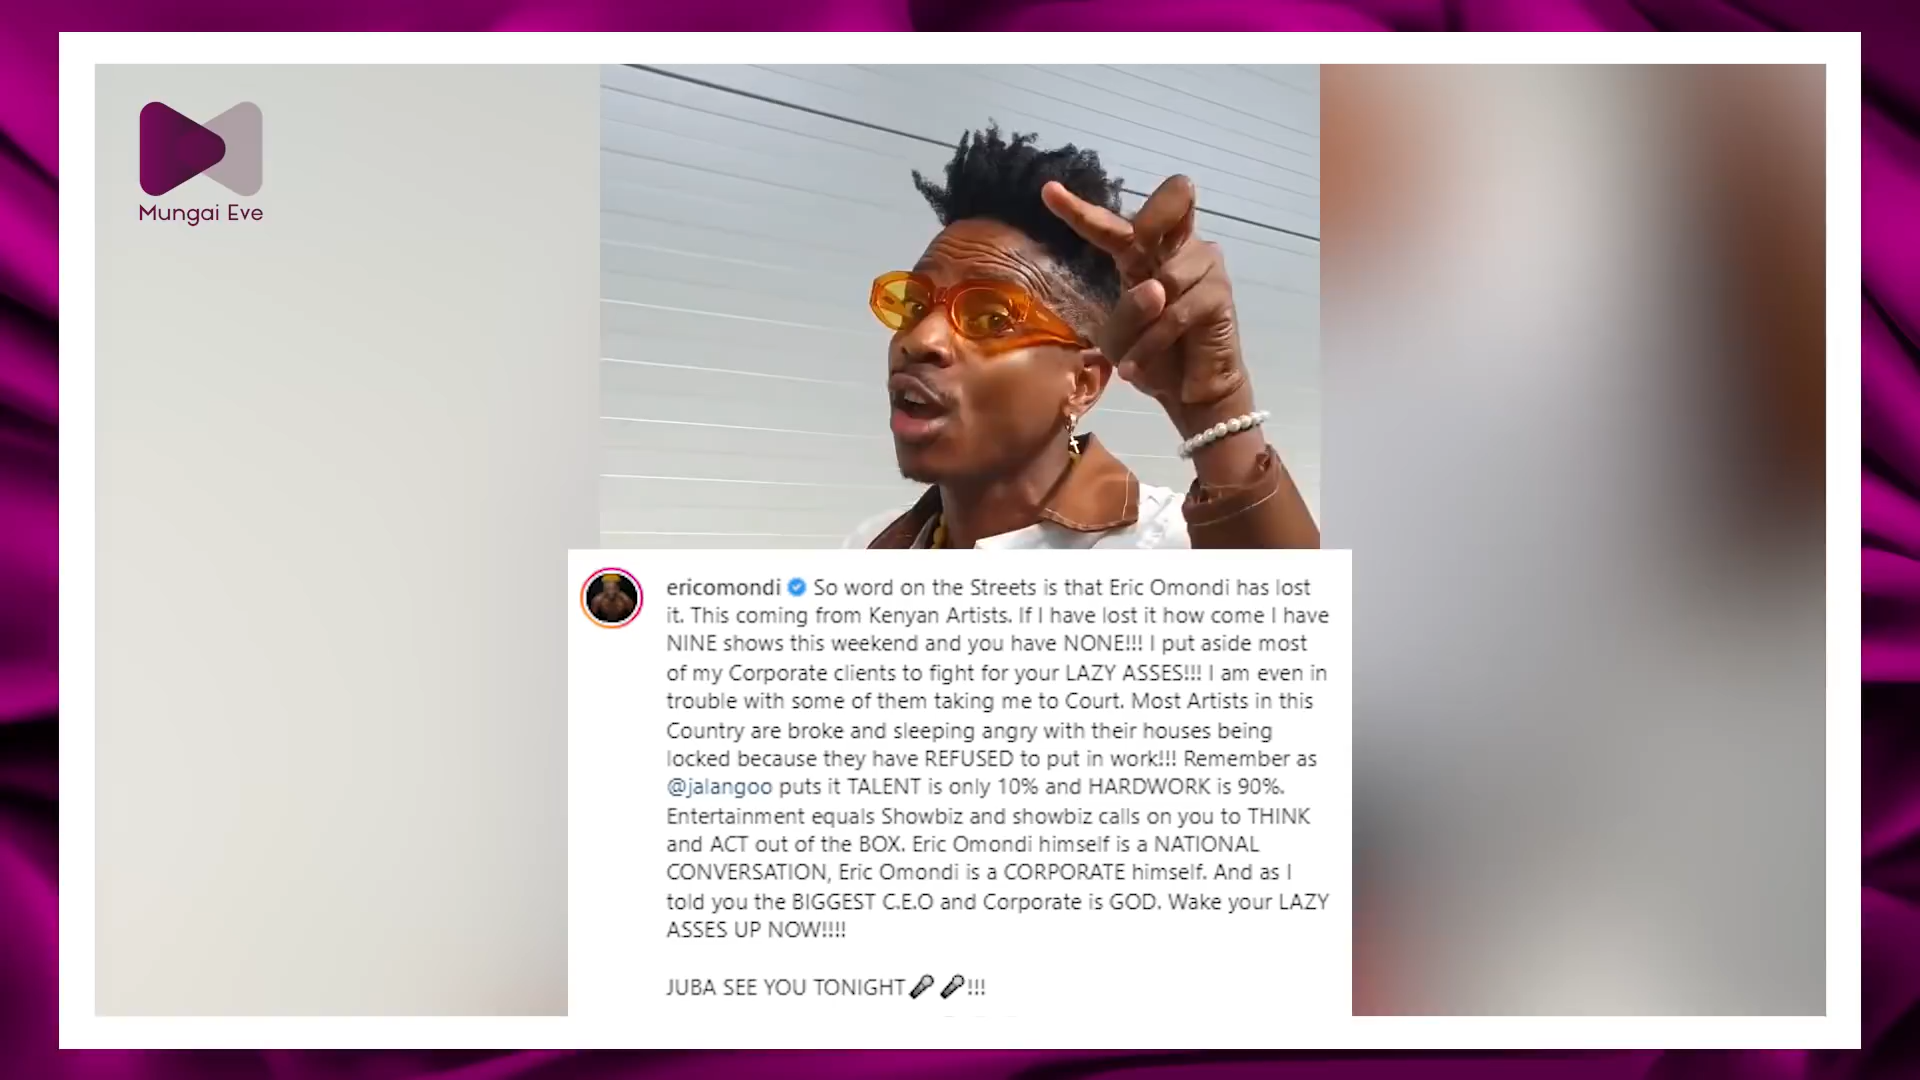 Mungai Eve
ericomondi So word on the Streets is that Eric Omondi has lost
it. This coming from Kenyan Artists. If I have lost it how come I have
NINE shows this weekend and you have NONE!!! I put aside most
of my Corporate clients to fight for your LAZY ASSES!!! I am even in
trouble with some of them taking me to Court. Most Artists in this
Country are broke and sleeping angry with their houses being
locked because they have REFUSED to put in work!!! Remember as
@jalangoo puts it TALENT is only 10% and HARDWORK is 90%.
Entertainment equals Showbiz and showbiz calls on you to THINK
and ACT out of the BOX. Eric Omondi himself is a NATIONAL
CONVERSATION, Eric Omondi is a CORPORATE himself. And as I
told you the BIGGEST C.E.O and Corporate is GOD. Wake your LAZY
ASSES UP NOW!!!!
JUBA SEE YOU TONIGHT🎤🎤!!!